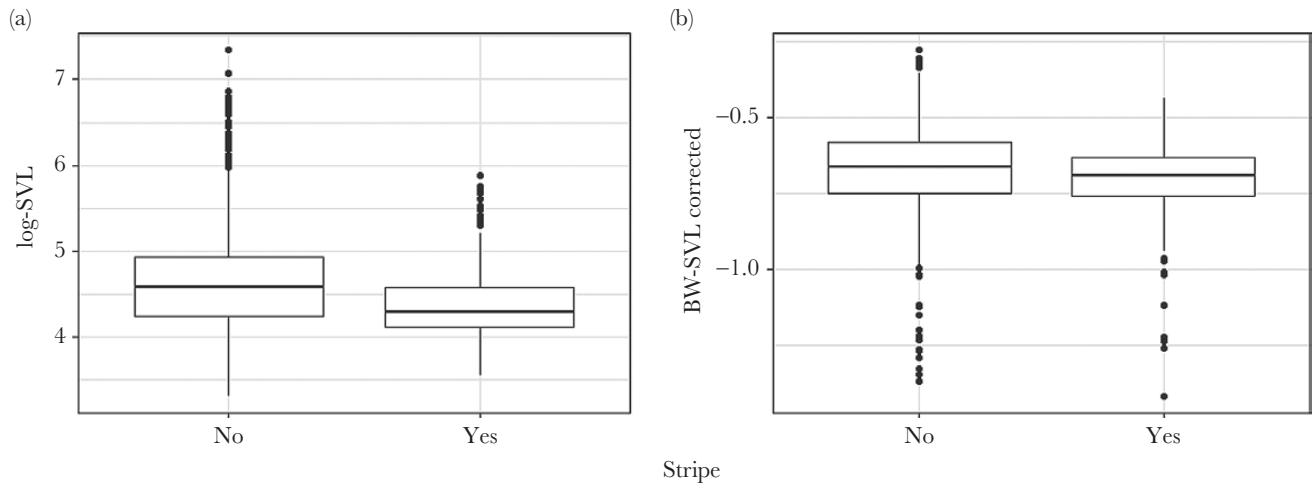 (a)
log-SVL
7
6
5
4
No
Yes
(b)
BW-SVL corrected
−0.5
−1.0
No
Yes
Stripe